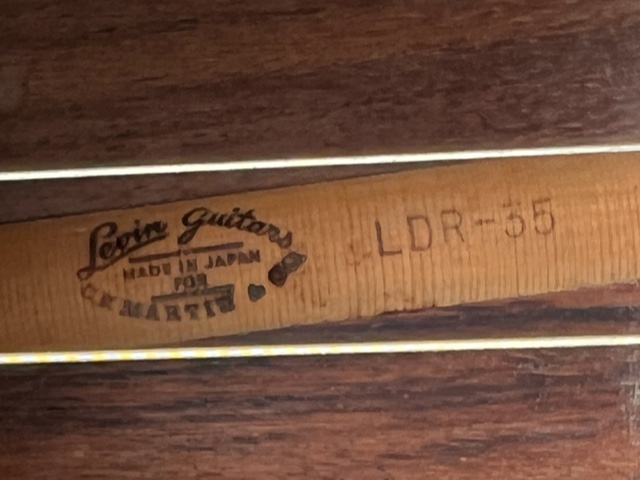 Levin Guitars
MADE IN JAPAN
FOR
C.F. MARTIN
LDR-35